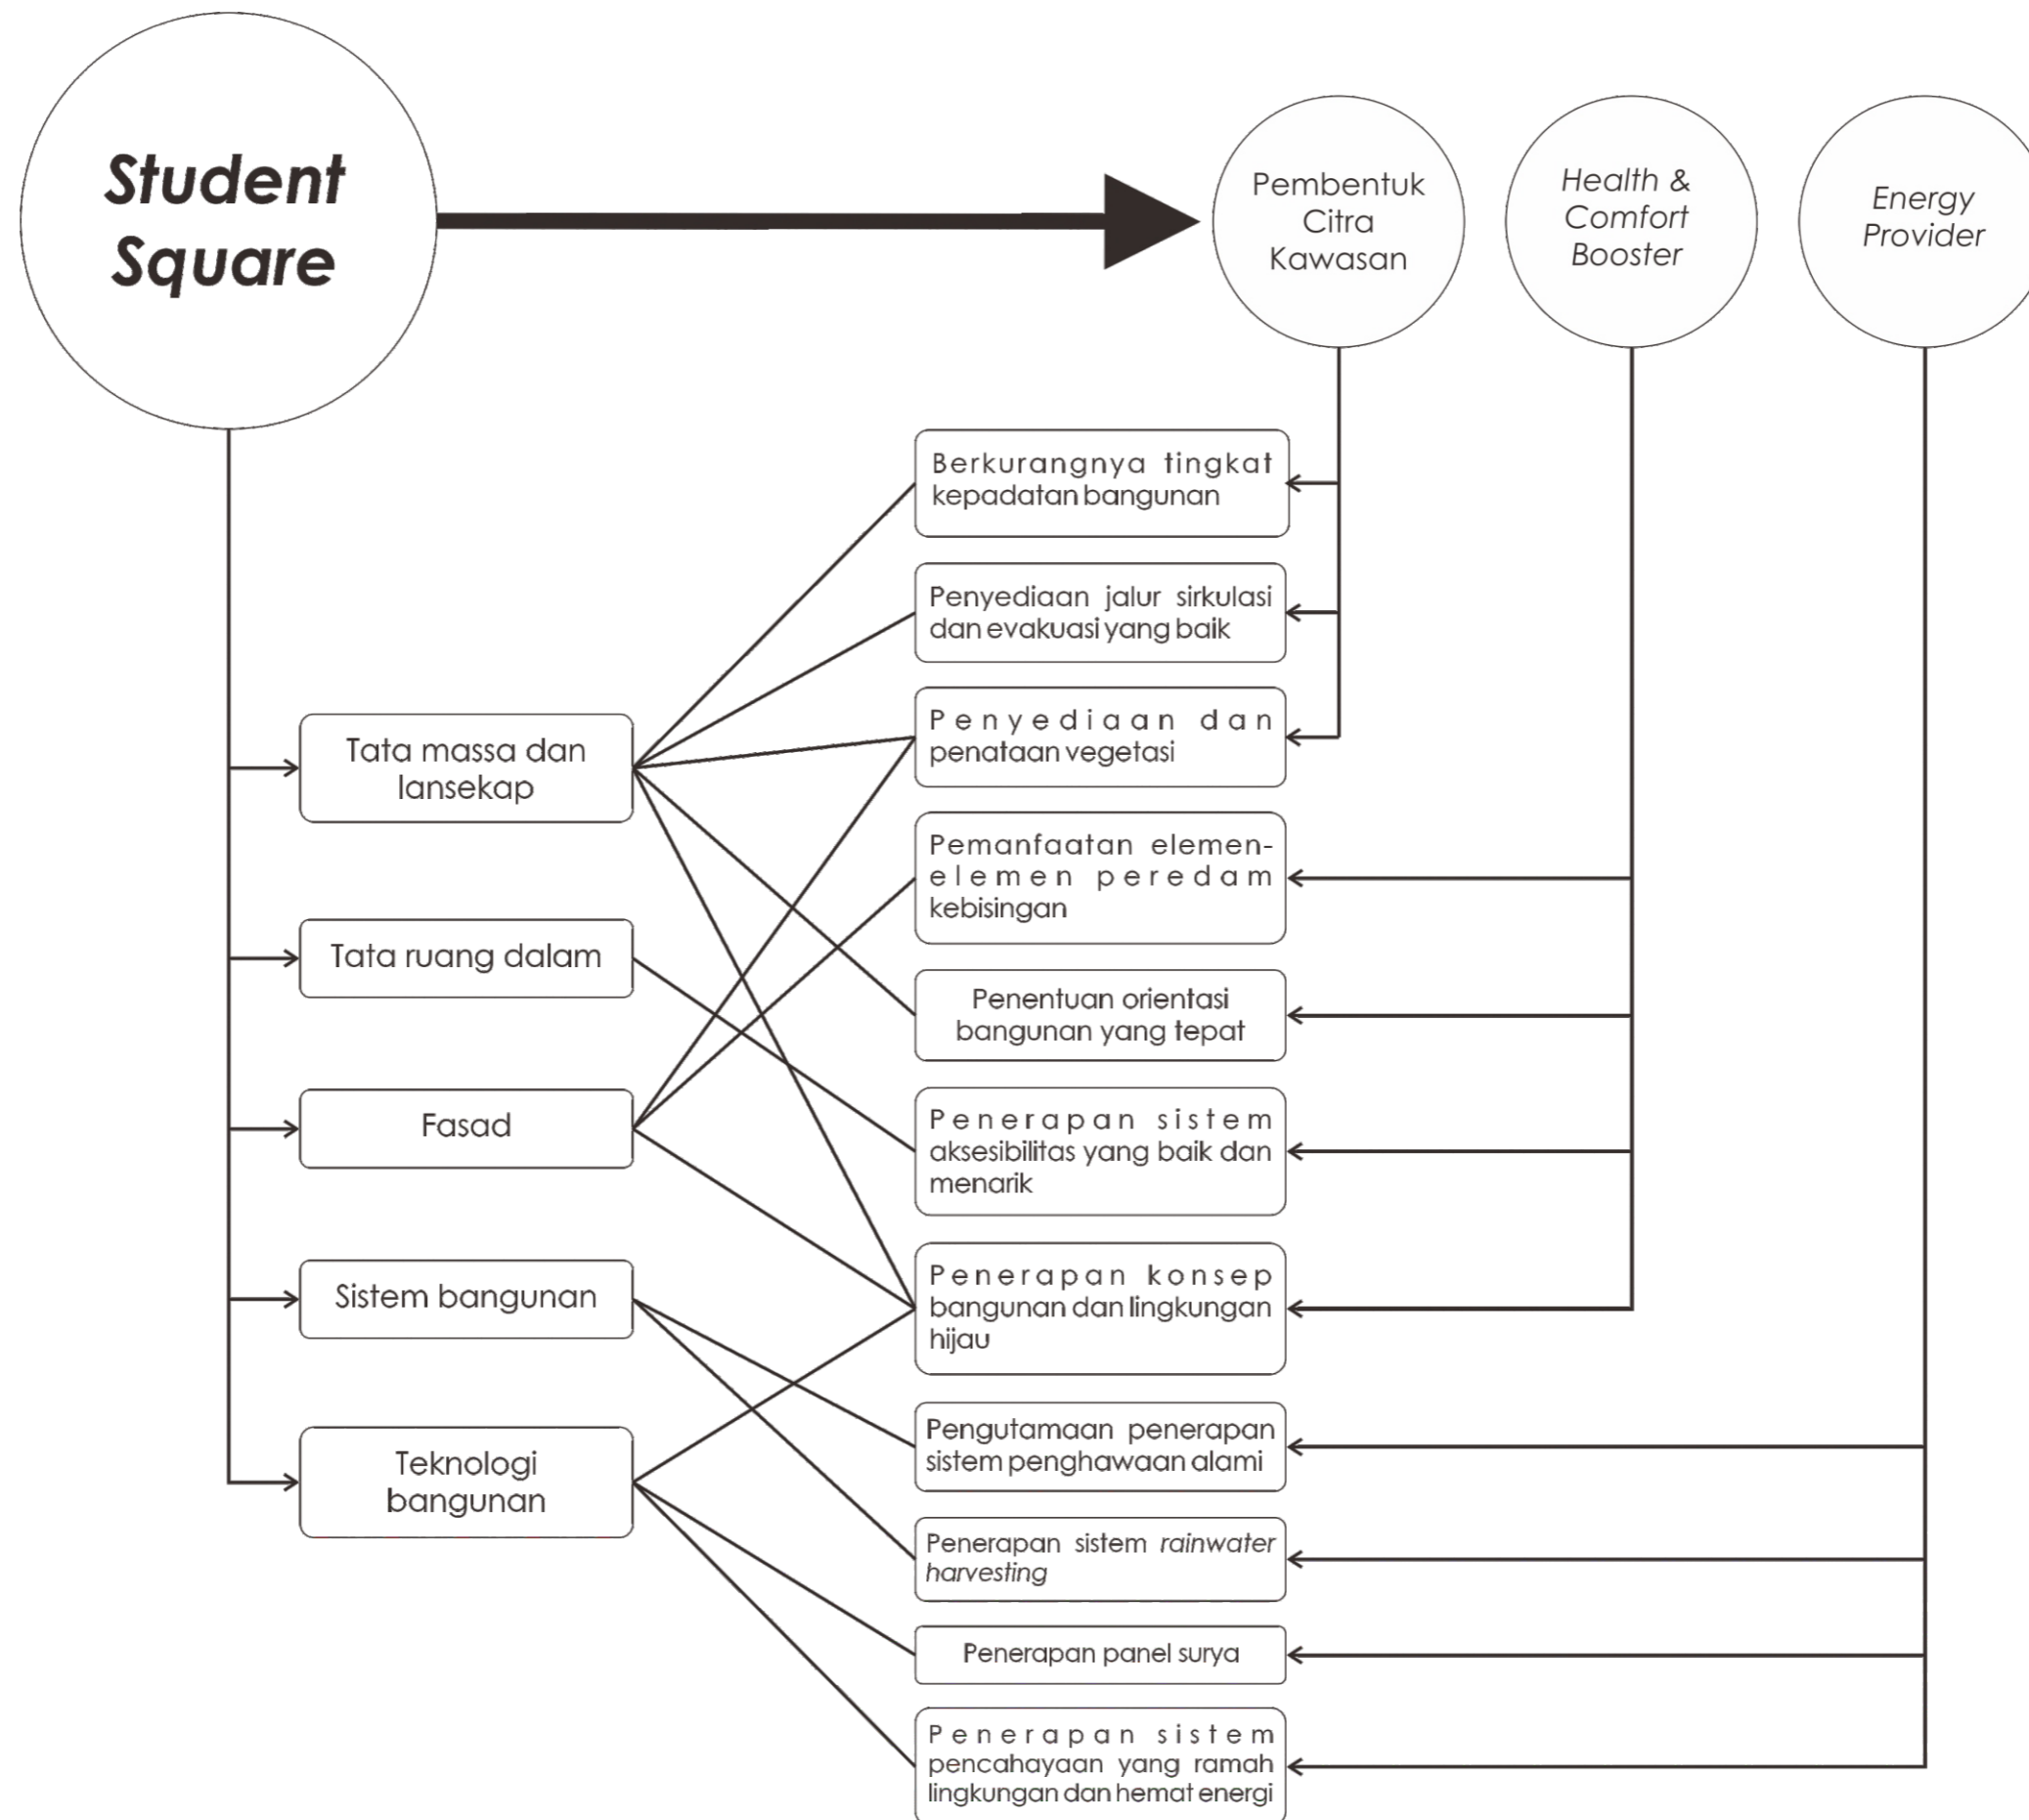 Student
Square
Pembentuk
Citra
Kawasan
Health &
Comfort
Booster
Energy
Provider
Tata massa dan
lansekap
Tata ruang dalam
Fasad
Sistem bangunan
Teknologi
bangunan
Berkurangnya tingkat
kepadatan bangunan
Penyediaan jalur sirkulasi
dan evakuasi yang baik
Penyediaan dan
penataan vegetasi
Pemanfaatan elemen-
elemen peredam
kebisingan
Penentuan orientasi
bangunan yang tepat
Penerapan sistem
aksesibilitas yang baik dan
menarik
Penerapan konsep
bangunan dan lingkungan
hijau
Pengutamaan penerapan
sistem penghawaan alami
Penerapan sistem rainwater
harvesting
Penerapan panel surya
Penerapan sistem
pencahayaan yang ramah
lingkungan dan hemat energi